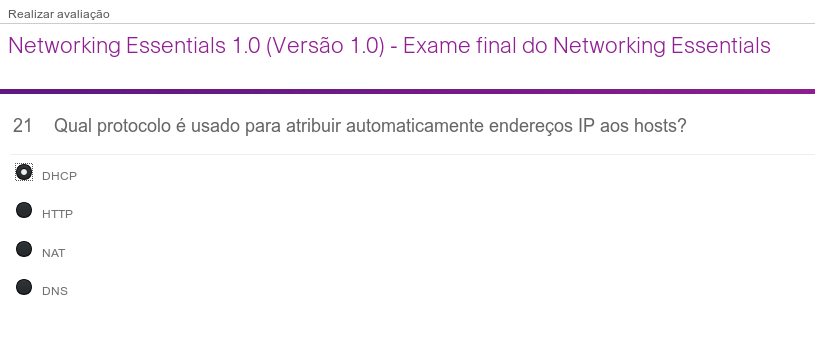 Realizar avaliação
Networking Essentials 1.0 (Versão 1.0) - Exame final do Networking Essentials
21 Qual protocolo é usado para atribuir automaticamente endereços IP aos hosts?
DHCP
HTTP
NAT
DNS